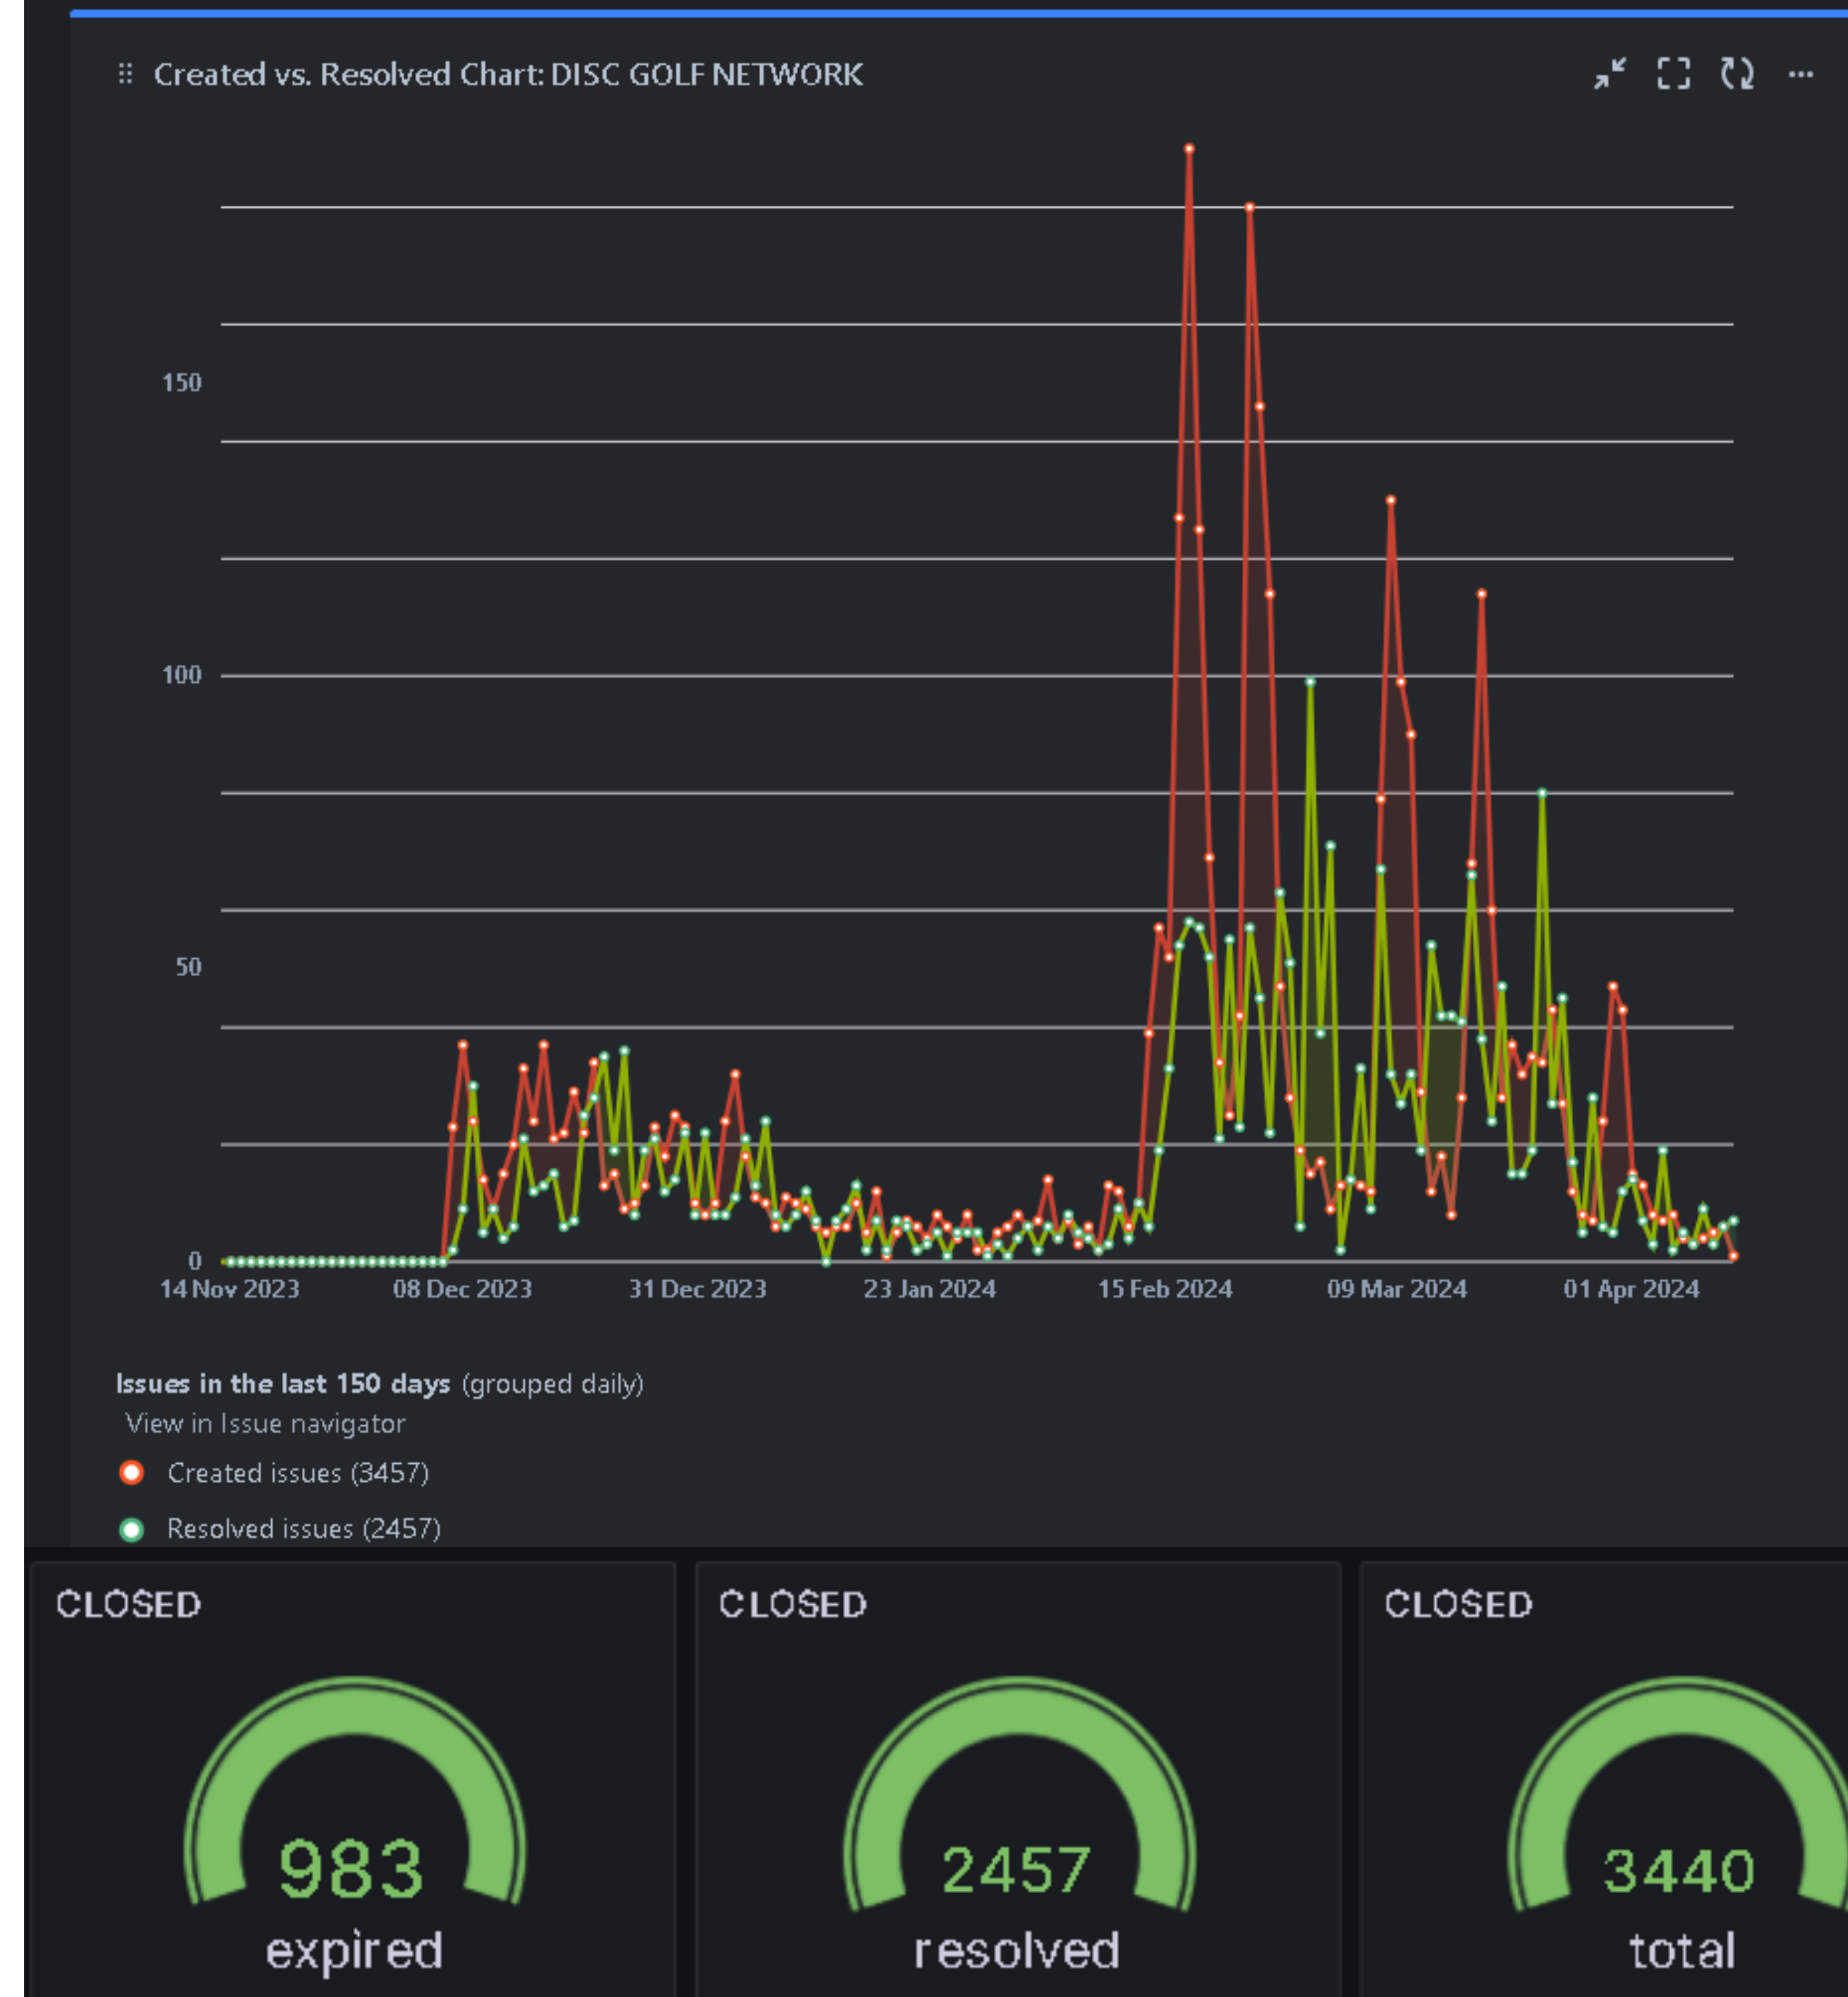 Created vs. Resolved Chart: DISC GOLF NETWORK
150
100
50
0
14 Nov 2023 08 Dec 2023 31 Dec 2023 23 Jan 2024 15 Feb 2024 09 Mar 2024 01 Apr 2024
Issues in the last 150 days (grouped daily)
View in Issue navigator
Created issues (3457)
Resolved issues (2457)
CLOSED CLOSED CLOSED
983 2457 3440
expired resolved total